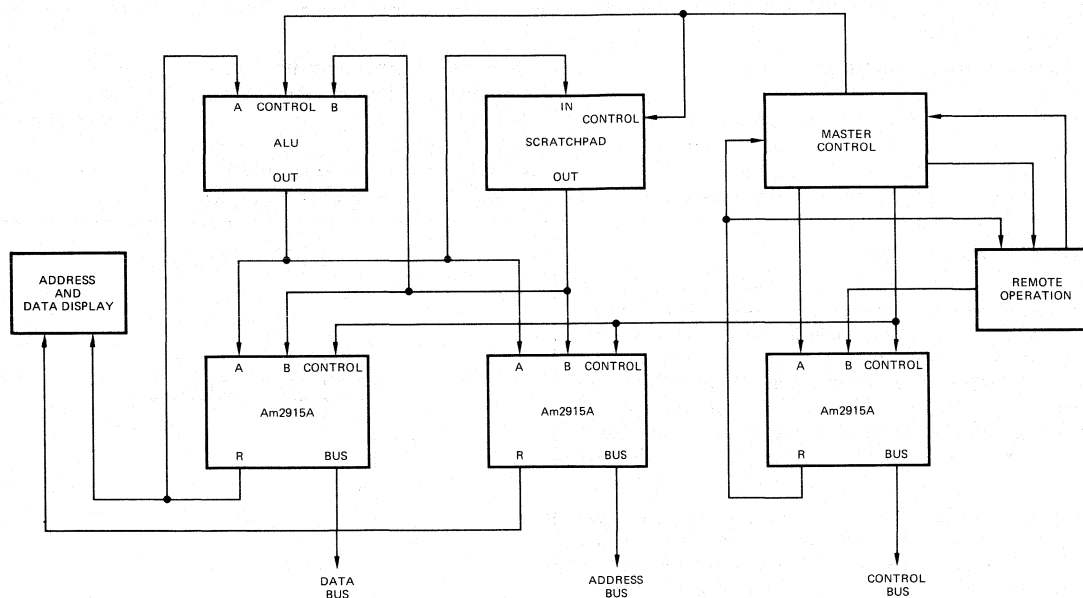 A CONTROL B
ALU
OUT
IN
CONTROL
SCRATCHPAD
OUT
MASTER
CONTROL
ADDRESS
AND
DATA DISPLAY
REMOTE
OPERATION
A B CONTROL
Am2915A
R BUS
A B CONTROL
Am2915A
R BUS
A B CONTROL
Am2915A
R BUS
DATA
BUS
ADDRESS
BUS
CONTROL
BUS